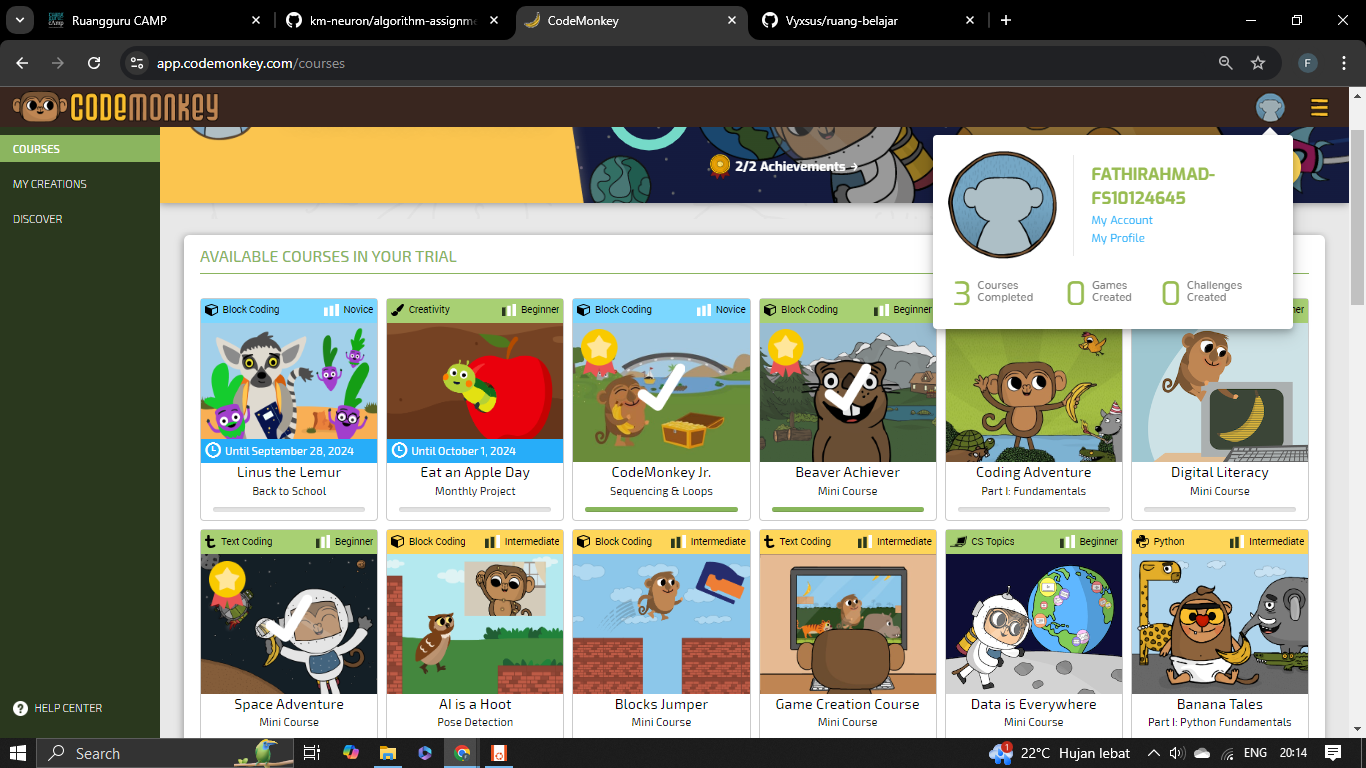 Ruangguru CAMP
km-neuron/algorithm-assignme
CodeMonkey
Vyxsus/ruang-belajar
app.codemonkey.com/courses
F
CODEMONKEY
COURSES
MY CREATIONS
DISCOVER
HELP CENTER
2/2 Achievements →
FATHIRAHMAD-
FS10124645
My Account
My Profile
3 Courses Completed
0 Games Created
0 Challenges Created
AVAILABLE COURSES IN YOUR TRIAL
Block Coding Novice
Until September 28, 2024
Linus the Lemur
Back to School
Creativity Beginner
Until October 1, 2024
Eat an Apple Day
Monthly Project
Block Coding Novice
CodeMonkey Jr.
Sequencing & Loops
Block Coding Beginner
Beaver Achiever
Mini Course
Coding Adventure
Part I: Fundamentals
Digital Literacy
Mini Course
Text Coding Beginner
Space Adventure
Mini Course
Block Coding Intermediate
AI is a Hoot
Pose Detection
Block Coding Intermediate
Blocks Jumper
Mini Course
Text Coding Intermediate
Game Creation Course
Mini Course
CS Topics Beginner
Data is Everywhere
Mini Course
Python Intermediate
Banana Tales
Part I: Python Fundamentals
Search
1
22°C Hujan lebat
ENG
20:14